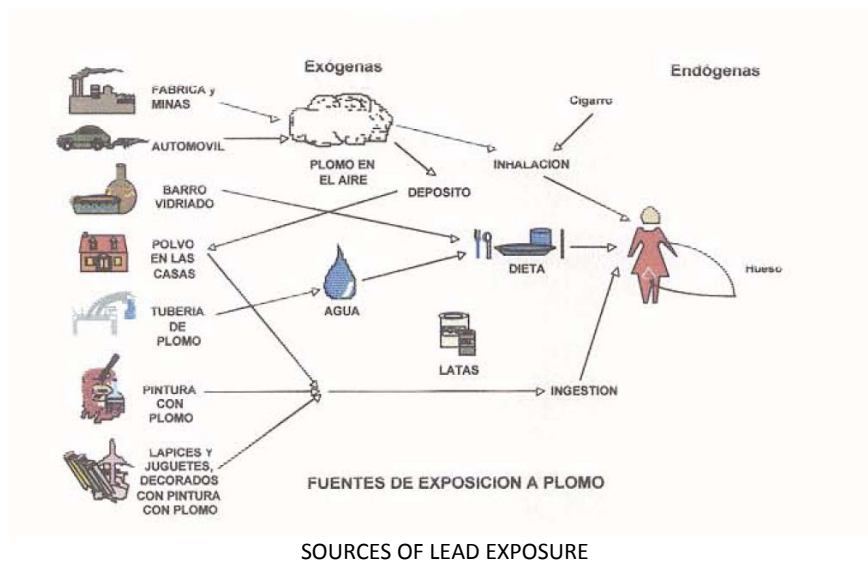 Exógenas
Endógenas
FABRICA y
MINAS
Cigarro
AUTOMOVIL
PLOMO EN
EL AIRE
INHALACION
BARRO
VIDRIADO
DEPOSITO
POLVO
EN LAS
CASAS
DIETA
Hueso
AGUA
TUBERIA
DE
PLOMO
LATAS
PINTURA
CON
PLOMO
INGESTION
LAPICES Y
JUGUETES,
DECORADOS
CON PINTURA
CON PLOMO
FUENTES DE EXPOSICION A PLOMO
SOURCES OF LEAD EXPOSURE